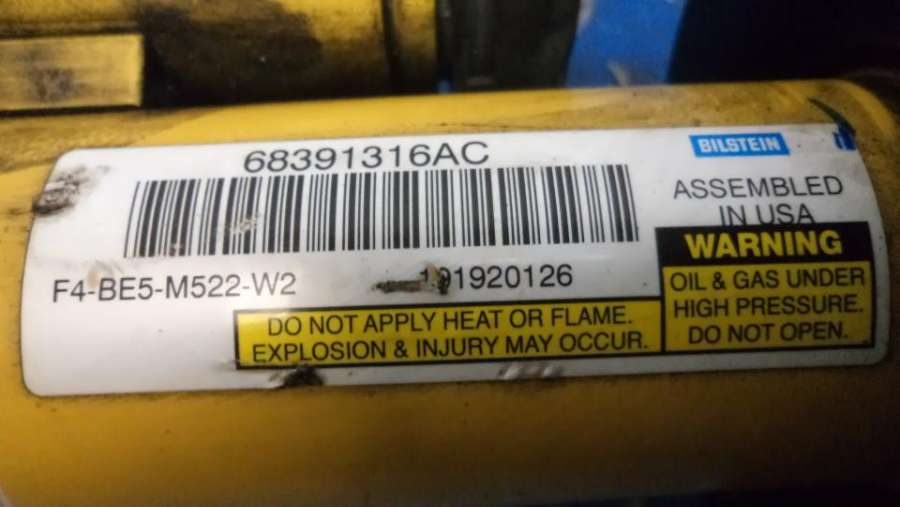 68391316AC
BILSTEIN
ASSEMBLED
IN USA
F4-BE5-M522-W2
191920126
WARNING
OIL & GAS UNDER
HIGH PRESSURE.
DO NOT OPEN.
DO NOT APPLY HEAT OR FLAME.
EXPLOSION & INJURY MAY OCCUR.